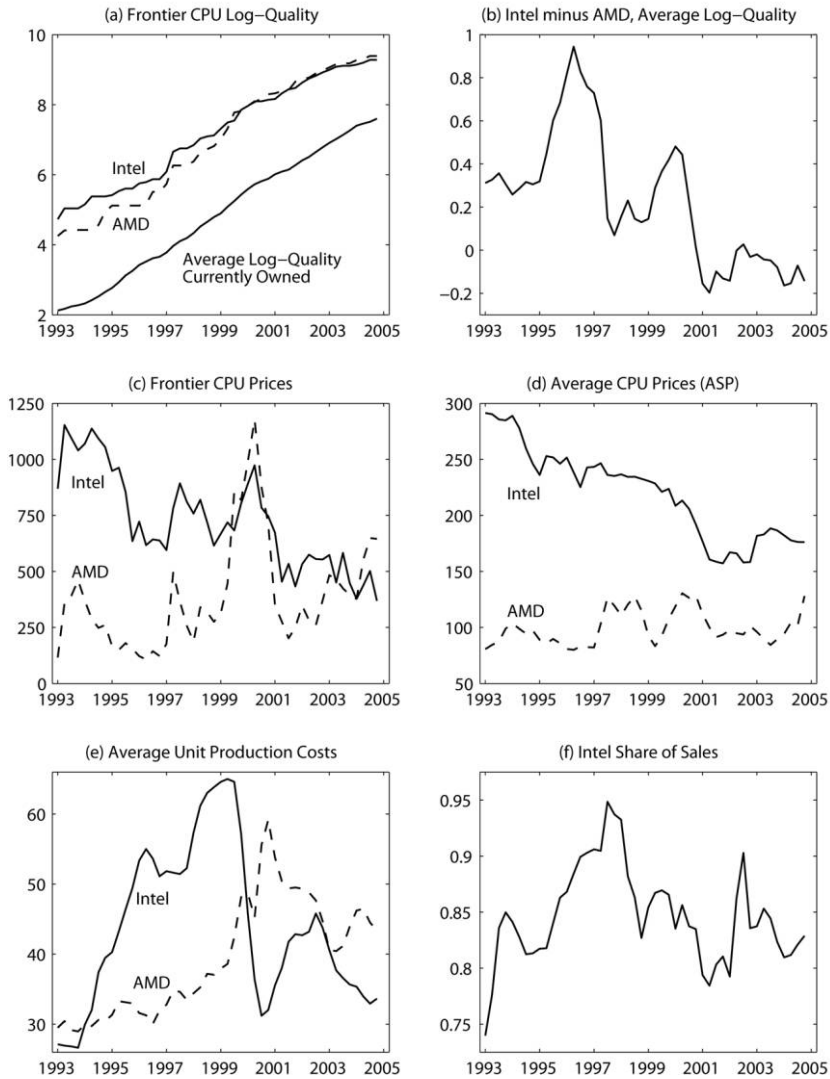 (a) Frontier CPU Log−Quality
10
8
6
4
2
Intel
AMD
Average Log−Quality
Currently Owned
1993 1995 1997 1999 2001 2003 2005
(b) Intel minus AMD, Average Log−Quality
1
0.8
0.6
0.4
0.2
0
−0.2
1993 1995 1997 1999 2001 2003 2005
(c) Frontier CPU Prices
1250
1000
750
500
250
0
Intel
AMD
1993 1995 1997 1999 2001 2003 2005
(d) Average CPU Prices (ASP)
300
250
200
150
100
50
Intel
AMD
1993 1995 1997 1999 2001 2003 2005
(e) Average Unit Production Costs
60
50
40
30
Intel
AMD
1993 1995 1997 1999 2001 2003 2005
(f) Intel Share of Sales
0.95
0.9
0.85
0.8
0.75
1993 1995 1997 1999 2001 2003 2005